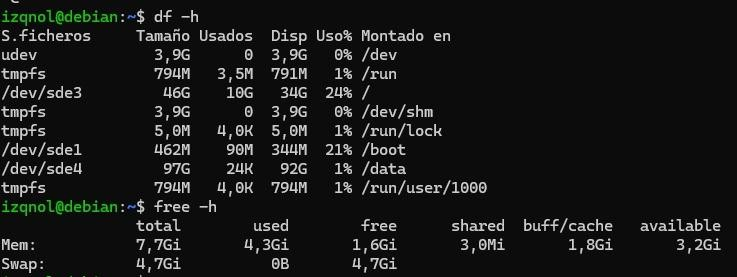 izqnol@debian:~$ df -h
S.ficheros Tamaño Usados Disp Uso% Montado en
udev 3,9G 0 3,9G 0% /dev
tmpfs 794M 3,5M 791M 1% /run
/dev/sde3 46G 10G 34G 24% /
tmpfs 3,9G 0 3,9G 0% /dev/shm
tmpfs 5,0M 4,0K 5,0M 1% /run/lock
/dev/sde1 462M 90M 344M 21% /boot
/dev/sde4 97G 24K 92G 1% /data
tmpfs 794M 4,0K 794M 1% /run/user/1000
izqnol@debian:~$ free -h
total used free shared buff/cache available
Mem: 7,7Gi 4,3Gi 1,6Gi 3,0Mi 1,8Gi 3,2Gi
Swap: 4,7Gi 0B 4,7Gi